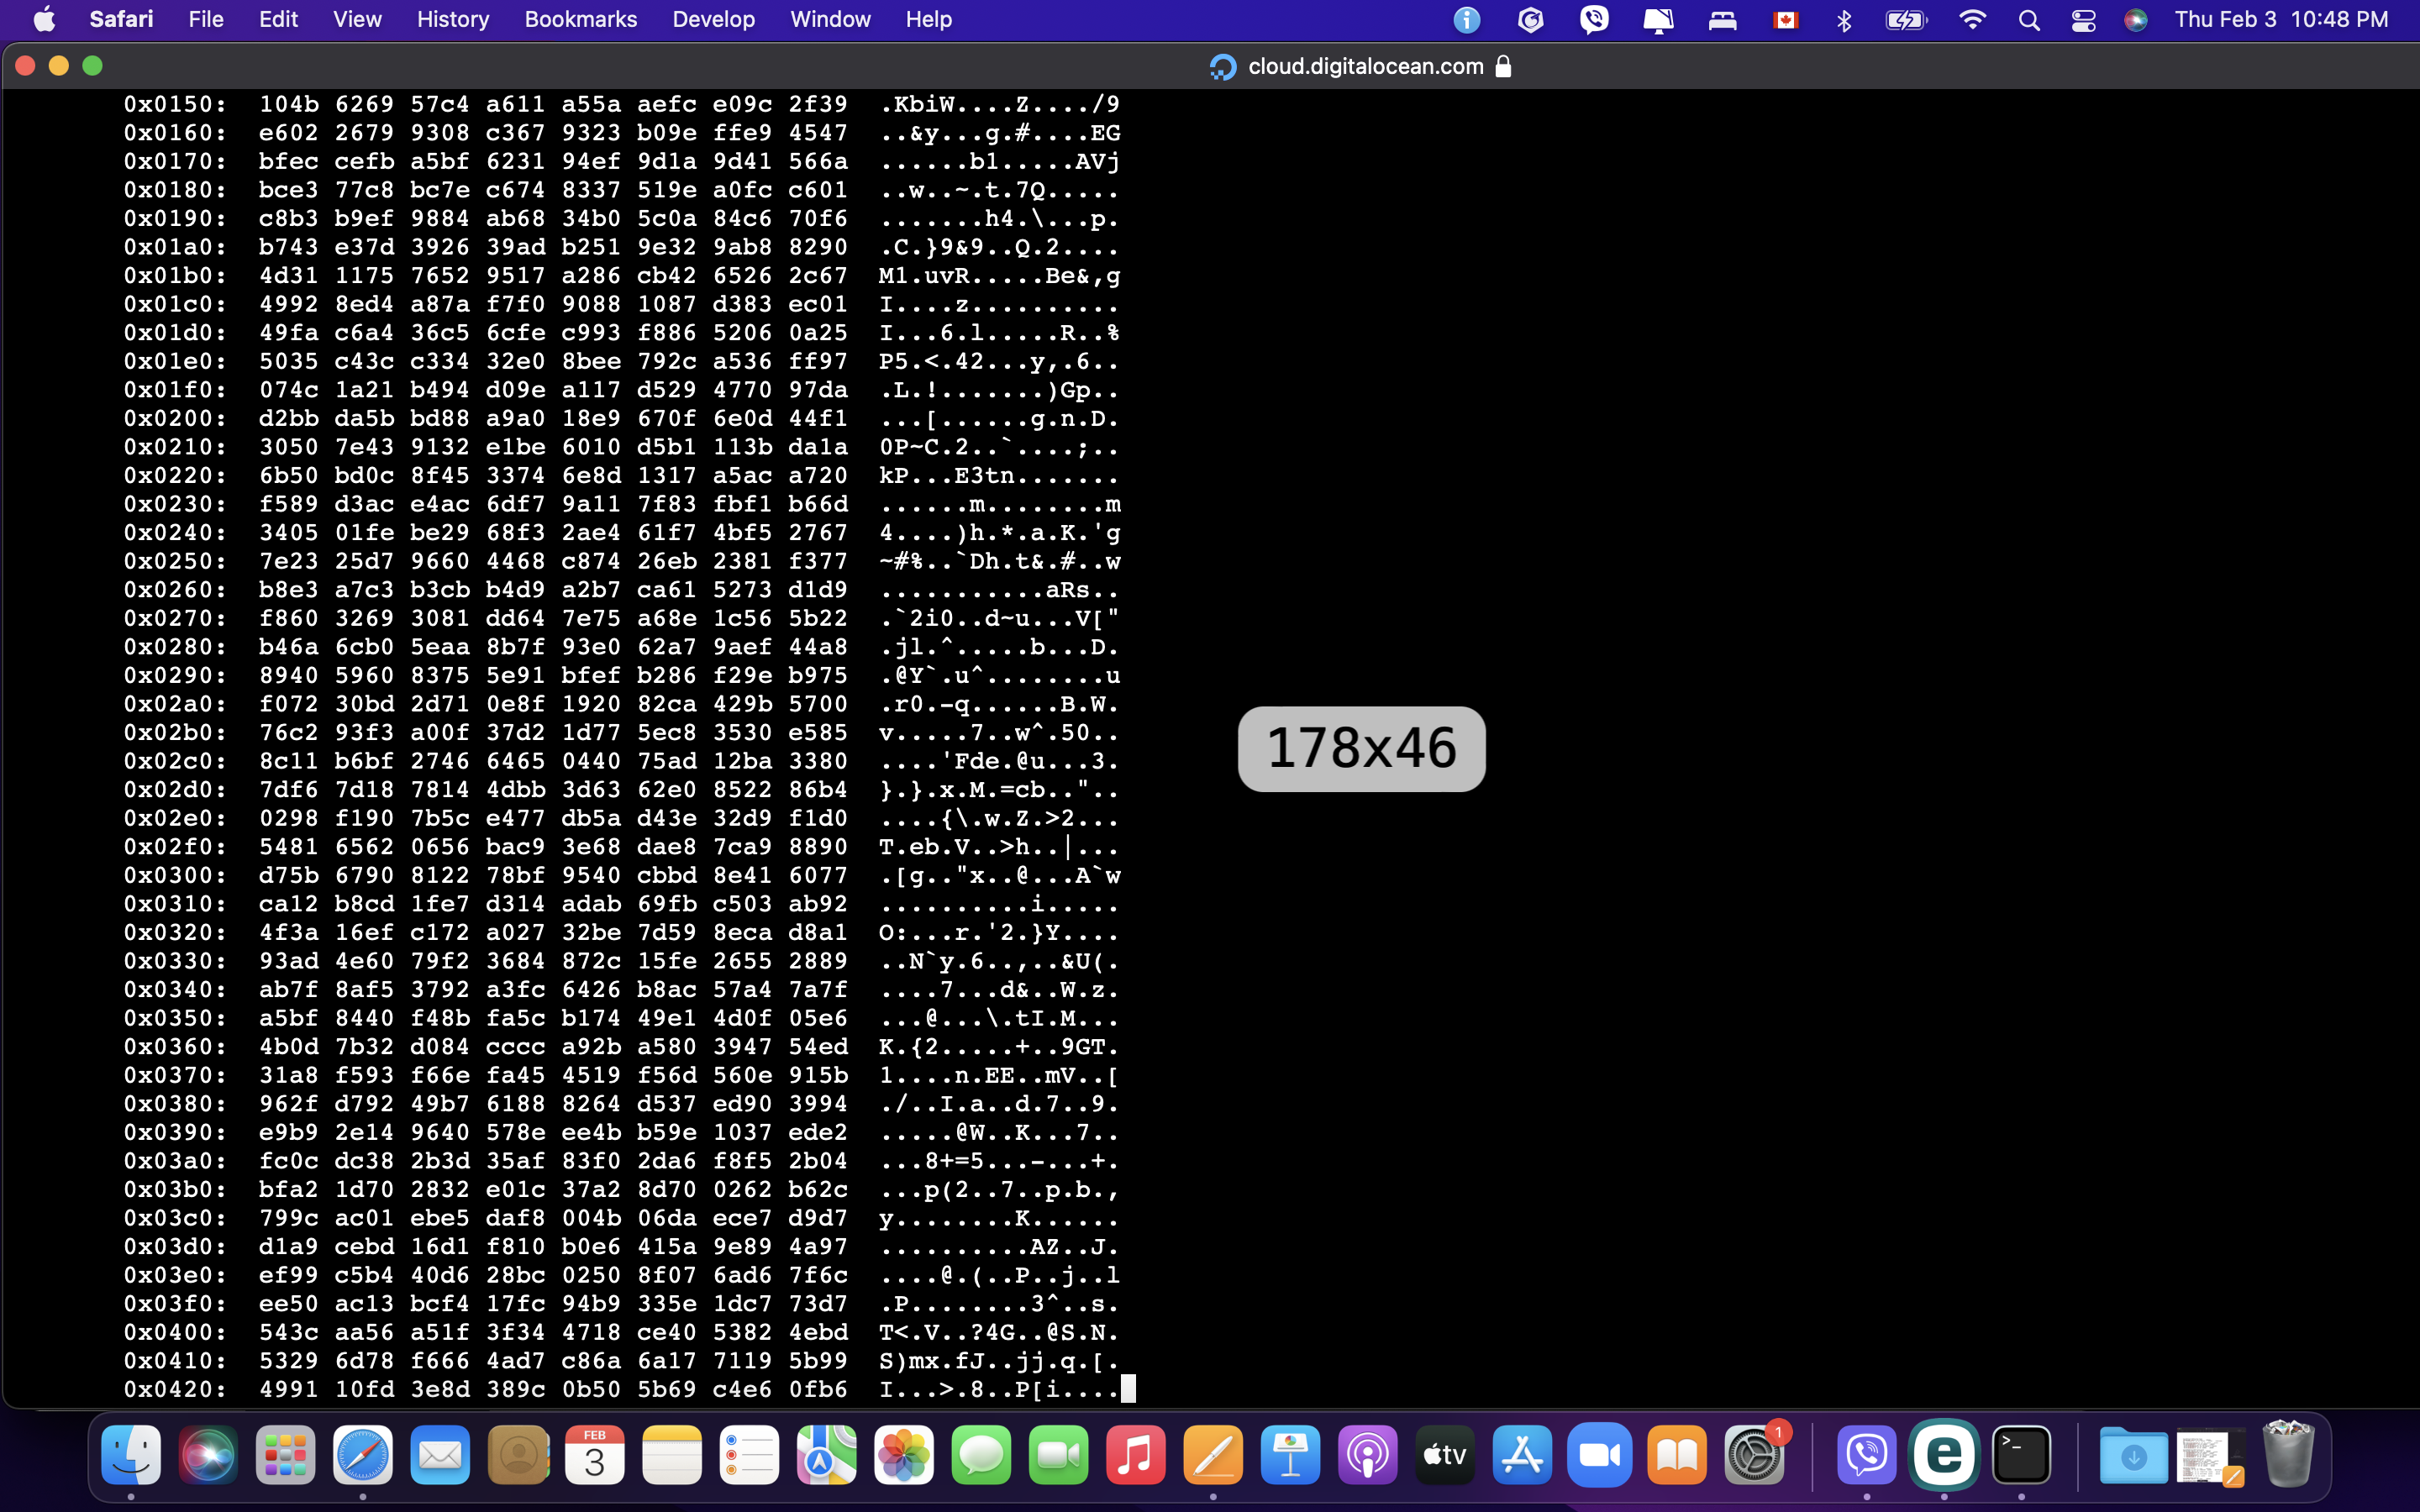 Safari File Edit View History Bookmarks Develop Window Help Thu Feb 3 10:48 PM
cloud.digitalocean.com
0x0150: 104b 6269 57c4 a611 a55a aefc e09c 2f39 .KbiW....Z..../9
0x0160: e602 2679 9308 c367 9323 b09e ffe9 4547 ..&y...g.#....EG
0x0170: bfec cefb a5bf 6231 94ef 9d1a 9d41 566a ......b1.....AVj
0x0180: bce3 77c8 bc7e c674 8337 519e a0fc c601 ..w..~.t.7Q.....
0x0190: c8b3 b9ef 9884 ab68 34b0 5c0a 84c6 70f6 .......h4.\...p.
0x01a0: b743 e37d 3926 39ad b251 9e32 9ab8 8290 .C.}9&9..Q.2....
0x01b0: 4d31 1175 7652 9517 a286 cb42 6526 2c67 M1.uvR.....Be&,g
0x01c0: 4992 8ed4 a87a f7f0 9088 1087 d383 ec01 I....z..........
0x01d0: 49fa c6a4 36c5 6cfe c993 f886 5206 0a25 I...6.l.....R..%
0x01e0: 5035 c43c c334 32e0 8bee 792c a536 ff97 P5.<.42...y,.6..
0x01f0: 074c 1a21 b494 d09e a117 d529 4770 97da .L.!.......)Gp..
0x0200: d2bb da5b bd88 a9a0 18e9 670f 6e0d 44f1 ...[......g.n.D.
0x0210: 3050 7e43 9132 e1be 6010 d5b1 113b da1a 0P~C.2..`....;..
0x0220: 6b50 bd0c 8f45 3374 6e8d 1317 a5ac a720 kP...E3tn.......
0x0230: f589 d3ac e4ac 6df7 9a11 7f83 fbf1 b66d ......m........m
0x0240: 3405 01fe be29 68f3 2ae4 61f7 4bf5 2767 4....)h.*.a.K.'g
0x0250: 7e23 25d7 9660 4468 c874 26eb 2381 f377 ~#%..`Dh.t&.#..w
0x0260: b8e3 a7c3 b3cb b4d9 a2b7 ca61 5273 d1d9 ...........aRs..
0x0270: f860 3269 3081 dd64 7e75 a68e 1c56 5b22 .`2i0..d~u...V["
0x0280: b46a 6cb0 5eaa 8b7f 93e0 62a7 9aef 44a8 .jl.^.....b...D.
0x0290: 8940 5960 8375 5e91 bfef b286 f29e b975 .@Y`.u^........u
0x02a0: f072 30bd 2d71 0e8f 1920 82ca 429b 5700 .r0.-q......B.W.
0x02b0: 76c2 93f3 a00f 37d2 1d77 5ec8 3530 e585 v.....7..w^.50..
0x02c0: 8c11 b6bf 2746 6465 0440 75ad 12ba 3380 ....'Fde.@u...3.
0x02d0: 7df6 7d18 7814 4dbb 3d63 62e0 8522 86b4 }.}.x.M.=cb.."..
0x02e0: 0298 f190 7b5c e477 db5a d43e 32d9 f1d0 ....{\.w.Z.>2...
0x02f0: 5481 6562 0656 bac9 3e68 dae8 7ca9 8890 T.eb.V..>h..|...
0x0300: d75b 6790 8122 78bf 9540 cbbd 8e41 6077 .[g.."x..@...A`w
0x0310: ca12 b8cd 1fe7 d314 adab 69fb c503 ab92 ..........i.....
0x0320: 4f3a 16ef c172 a027 32be 7d59 8eca d8a1 O:...r.'2.}Y....
0x0330: 93ad 4e60 79f2 3684 872c 15fe 2655 2889 ..N`y.6..,..&U(.
0x0340: ab7f 8af5 3792 a3fc 6426 b8ac 57a4 7a7f ....7...d&..W.z.
0x0350: a5bf 8440 f48b fa5c b174 49e1 4d0f 05e6 ...@...\.tI.M...
0x0360: 4b0d 7b32 d084 cccc a92b a580 3947 54ed K.{2.....+..9GT.
0x0370: 31a8 f593 f66e fa45 4519 f56d 560e 915b 1....n.EE..mV..[
0x0380: 962f d792 49b7 6188 8264 d537 ed90 3994 ./..I.a..d.7..9.
0x0390: e9b9 2e14 9640 578e ee4b b59e 1037 ede2 .....@W..K...7..
0x03a0: fc0c dc38 2b3d 35af 83f0 2da6 f8f5 2b04 ...8+=5...-...+.
0x03b0: bfa2 1d70 2832 e01c 37a2 8d70 0262 b62c ...p(2..7..p.b.,
0x03c0: 799c ac01 ebe5 daf8 004b 06da ece7 d9d7 y........K......
0x03d0: d1a9 cebd 16d1 f810 b0e6 415a 9e89 4a97 ..........AZ..J.
0x03e0: ef99 c5b4 40d6 28bc 0250 8f07 6ad6 7f6c ....@.(..P..j..l
0x03f0: ee50 ac13 bcf4 17fc 94b9 335e 1dc7 73d7 .P........3^..s.
0x0400: 543c aa56 a51f 3f34 4718 ce40 5382 4ebd T<.V..?4G..@S.N.
0x0410: 5329 6d78 f666 4ad7 c86a 6a17 7119 5b99 S)mx.fJ..jj.q.[.
0x0420: 4991 10fd 3e8d 389c 0b50 5b69 c4e6 0fb6 I...>.8..P[i....
178x46
FEB
3
tv
1
e
>_